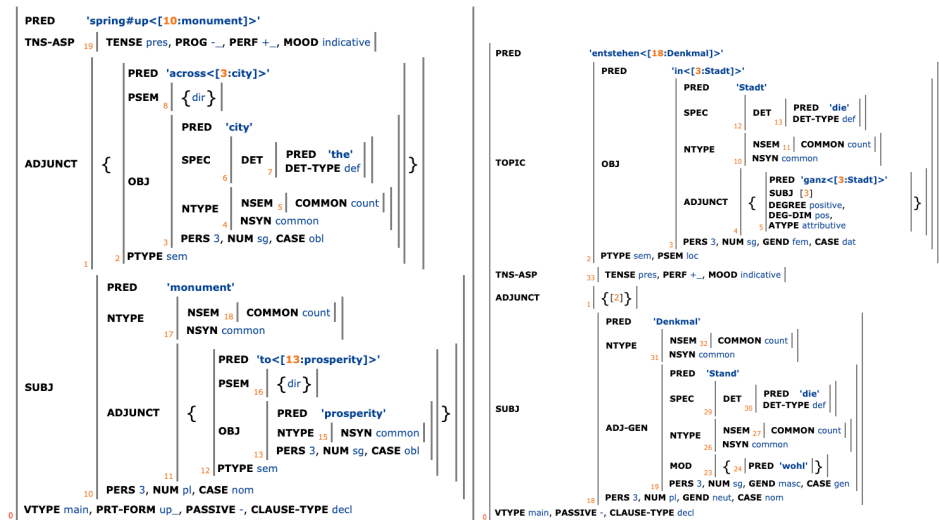 PRED 'spring#up<[10:monument]>'
TNS-ASP 19 TENSE pres, PROG -_, PERF +_, MOOD indicative
PRED 'across<[3:city]>'
PSEM 8 {dir}
PRED 'city'
SPEC 6 DET 7 PRED 'the'
DET-TYPE def
ADJUNCT {
OBJ
NTYPE 4 NSEM 5 COMMON count
NSYN common
3 PERS 3, NUM sg, CASE obl
1 2 PTYPE sem }
PRED 'monument'
NTYPE 17 NSEM 18 COMMON count
NSYN common
PRED 'to<[13:prosperity]>'
PSEM 16 {dir}
SUBJ
ADJUNCT {
OBJ
PRED 'prosperity'
NTYPE 15 NSYN common
13 PERS 3, NUM sg, CASE obl
11 12 PTYPE sem }
10 PERS 3, NUM pl, CASE nom
0 VTYPE main, PRT-FORM up_, PASSIVE -, CLAUSE-TYPE decl
PRED 'entstehen<[18:Denkmal]>'
PRED 'in<[3:Stadt]>'
PRED 'Stadt'
SPEC 12 DET 13 PRED 'die'
DET-TYPE def
TOPIC
OBJ
NTYPE 10 NSEM 11 COMMON count
NSYN common
PRED 'ganz<[3:Stadt]>'
SUBJ [3]
ADJUNCT 4 { DEGREE positive, }
DEG-DIM pos,
5 ATYPE attributive
3 PERS 3, NUM sg, GEND fem, CASE dat
2 PTYPE sem, PSEM loc
TNS-ASP 33 TENSE pres, PERF +_, MOOD indicative
ADJUNCT 1 {[2]}
PRED 'Denkmal'
NTYPE 31 NSEM 32 COMMON count
NSYN common
PRED 'Stand'
SPEC 29 DET 30 PRED 'die'
DET-TYPE def
SUBJ
ADJ-GEN
NTYPE 26 NSEM 27 COMMON count
NSYN common
MOD 23 { 24 PRED 'wohl' }
19 PERS 3, NUM sg, GEND masc, CASE gen
18 PERS 3, NUM pl, GEND neut, CASE nom
0 VTYPE main, PASSIVE -, CLAUSE-TYPE decl